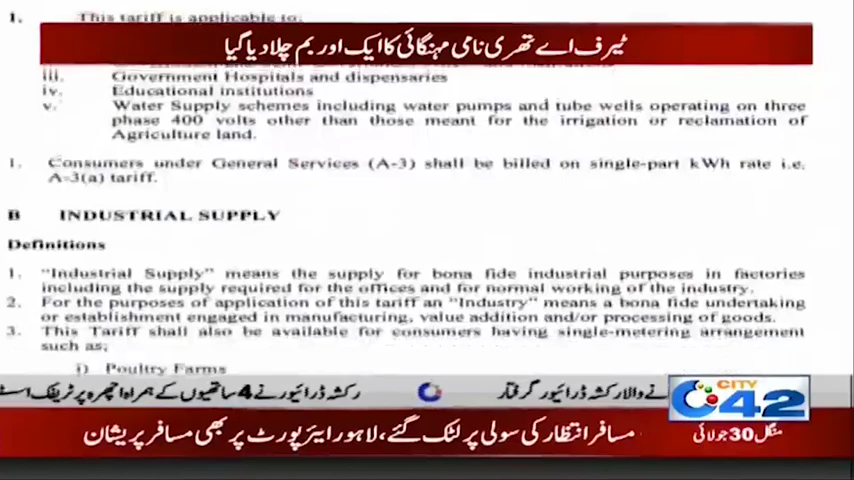 1. This tariff is applicable to:
ٹیرف اے تھری نامی مہنگائی کا ایک اور بم چلا دیا گیا
iii. Government Hospitals and dispensaries
iv. Educational institutions
v. Water Supply schemes including water pumps and tube wells operating on three
phase 400 volts other than those meant for the irrigation or reclamation of
Agriculture land.
1. Consumers under General Services (A-3) shall be billed on single-part kWh rate i.e.
A-3(a) tariff.
B INDUSTRIAL SUPPLY
Definitions
1. "Industrial Supply" means the supply for bona fide industrial purposes in factories
including the supply required for the offices and for normal working of the industry.
2. For the purposes of application of this tariff an "Industry" means a bona fide undertaking
or establishment engaged in manufacturing, value addition and/or processing of goods.
3. This Tariff shall also be available for consumers having single-metering arrangement
such as;
i) Poultry Farms
نے والا رکشہ ڈرائیور گرفتار
رکشہ ڈرائیور نے 4 ساتھیوں کے ہمراہ اچھرہ پر ٹریفک اسٹ
CITY
42
مسافر انتظار کی سولی پر لٹک گئے، لاہور ایئرپورٹ پر بھی مسافر پریشان
منگل 30 جولائی